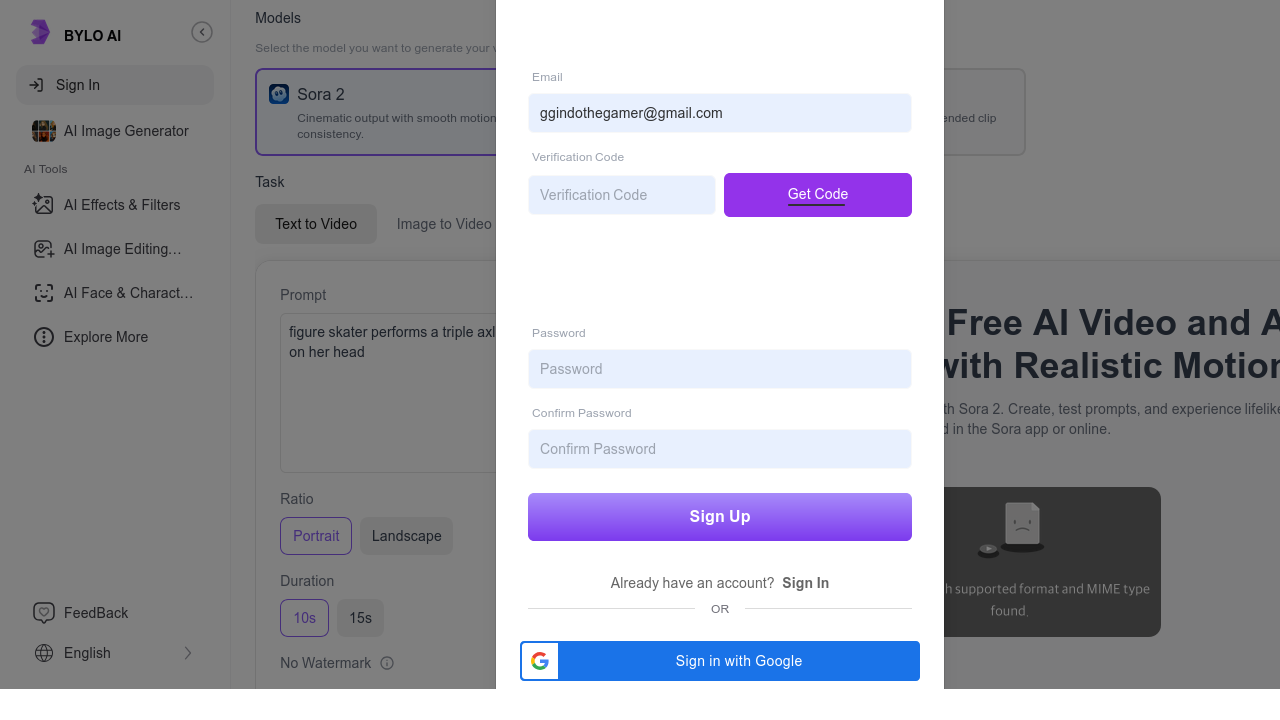 BYLO AI
Sign In
AI Image Generator
AI Tools
AI Effects & Filters
AI Image Editing…
AI Face & Charact…
Explore More
FeedBack
English
Models
Select the model you want to generate your
Sora 2
Cinematic output with smooth motion
consistency.
ended clip
Task
Text to Video
Image to Video
Prompt
figure skater performs a triple axl
on her head
Ratio
Portrait
Landscape
Duration
10s
15s
No Watermark
Email
ggindothegamer@gmail.com
Verification Code
Verification Code
Get Code
Password
Password
Confirm Password
Confirm Password
Sign Up
Already have an account? Sign In
OR
Sign in with Google
Free AI Video and A
with Realistic Motion
th Sora 2. Create, test prompts, and experience lifelike
d in the Sora app or online.
h supported format and MIME type
found.